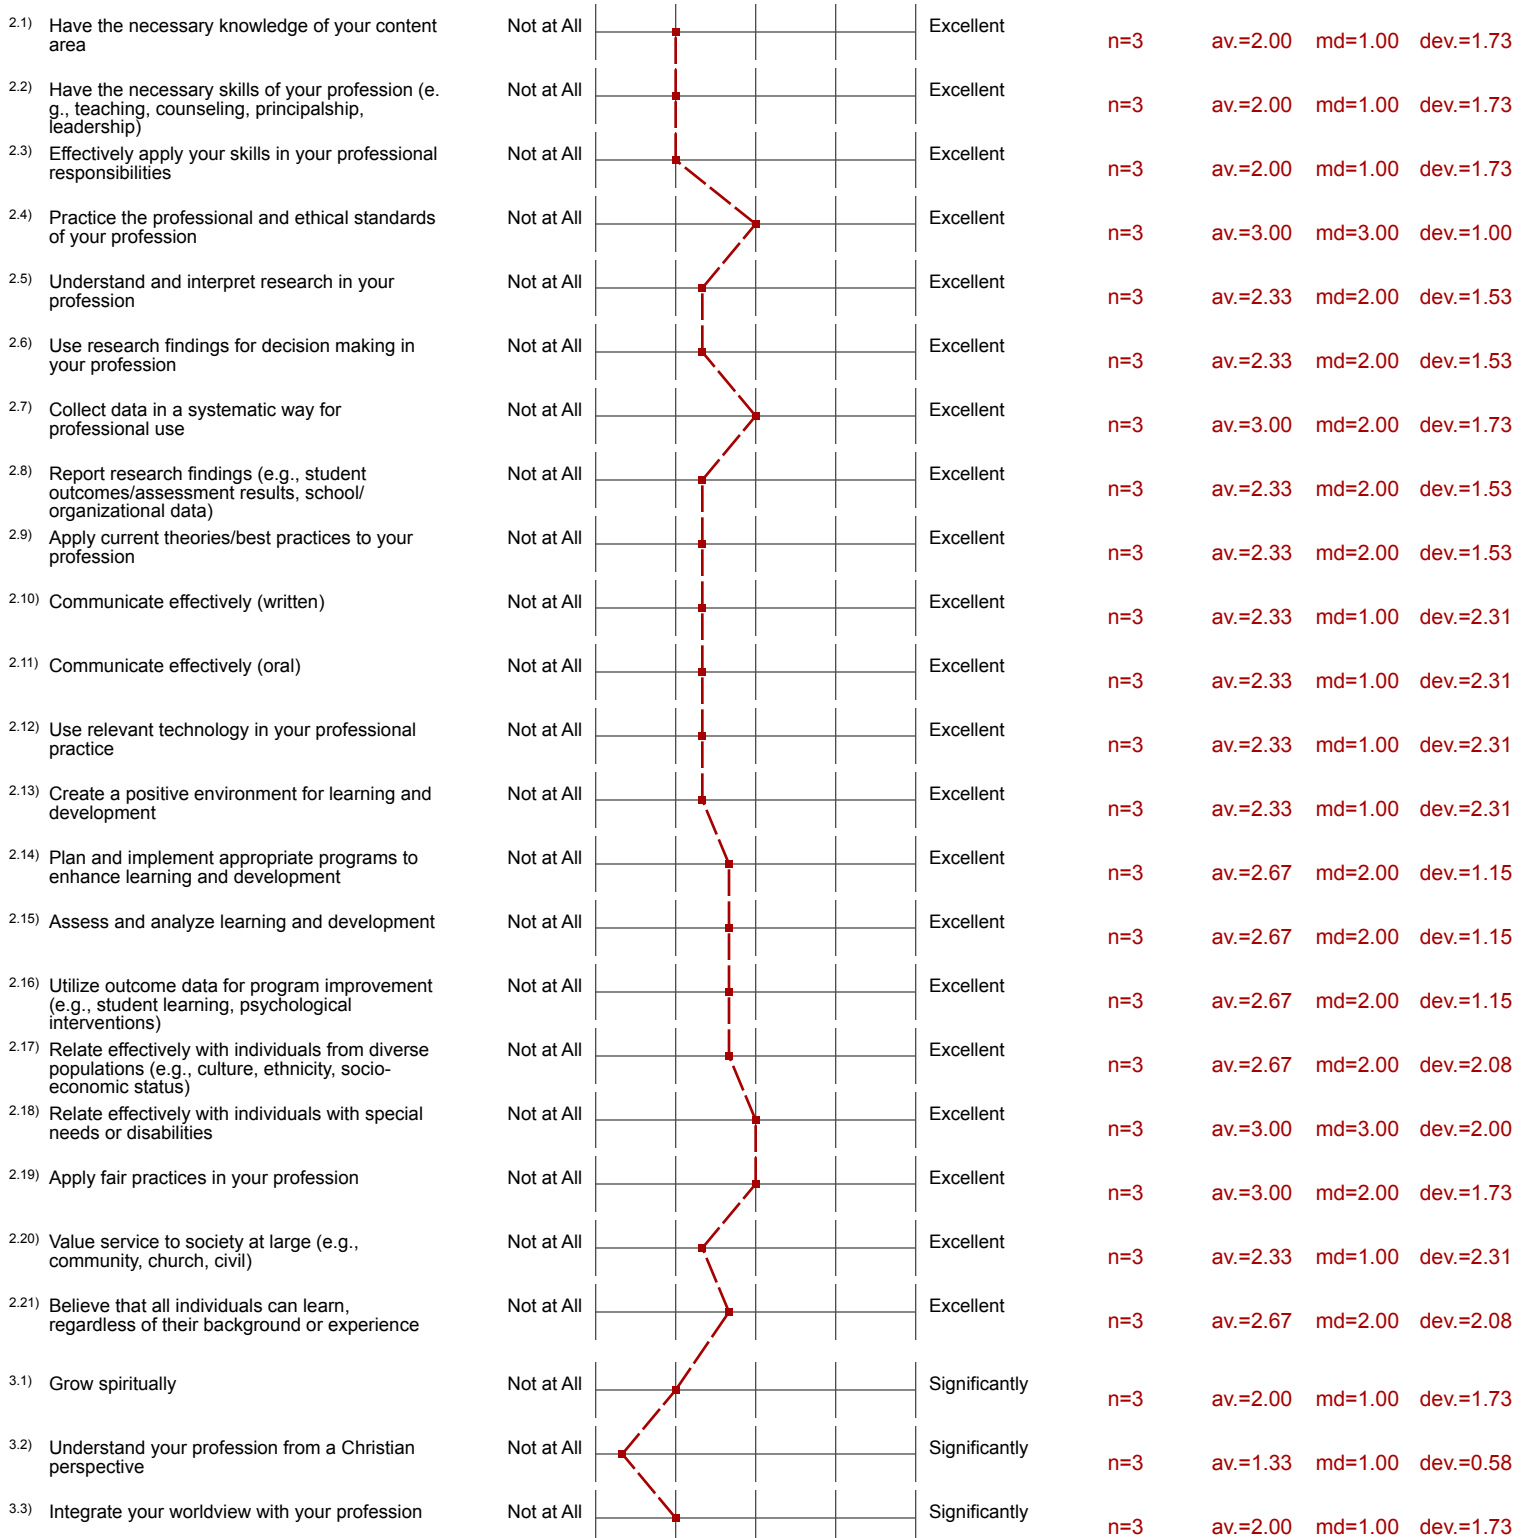 2.1) Have the necessary knowledge of your content
area
Not at All Excellent
n=3 av.=2.00 md=1.00 dev.=1.73
2.2) Have the necessary skills of your profession (e.
g., teaching, counseling, principalship,
leadership)
Not at All Excellent
n=3 av.=2.00 md=1.00 dev.=1.73
2.3) Effectively apply your skills in your professional
responsibilities
Not at All Excellent
n=3 av.=2.00 md=1.00 dev.=1.73
2.4) Practice the professional and ethical standards
of your profession
Not at All Excellent
n=3 av.=3.00 md=3.00 dev.=1.00
2.5) Understand and interpret research in your
profession
Not at All Excellent
n=3 av.=2.33 md=2.00 dev.=1.53
2.6) Use research findings for decision making in
your profession
Not at All Excellent
n=3 av.=2.33 md=2.00 dev.=1.53
2.7) Collect data in a systematic way for
professional use
Not at All Excellent
n=3 av.=3.00 md=2.00 dev.=1.73
2.8) Report research findings (e.g., student
outcomes/assessment results, school/
organizational data)
Not at All Excellent
n=3 av.=2.33 md=2.00 dev.=1.53
2.9) Apply current theories/best practices to your
profession
Not at All Excellent
n=3 av.=2.33 md=2.00 dev.=1.53
2.10) Communicate effectively (written)
Not at All Excellent
n=3 av.=2.33 md=1.00 dev.=2.31
2.11) Communicate effectively (oral)
Not at All Excellent
n=3 av.=2.33 md=1.00 dev.=2.31
2.12) Use relevant technology in your professional
practice
Not at All Excellent
n=3 av.=2.33 md=1.00 dev.=2.31
2.13) Create a positive environment for learning and
development
Not at All Excellent
n=3 av.=2.33 md=1.00 dev.=2.31
2.14) Plan and implement appropriate programs to
enhance learning and development
Not at All Excellent
n=3 av.=2.67 md=2.00 dev.=1.15
2.15) Assess and analyze learning and development
Not at All Excellent
n=3 av.=2.67 md=2.00 dev.=1.15
2.16) Utilize outcome data for program improvement
(e.g., student learning, psychological
interventions)
Not at All Excellent
n=3 av.=2.67 md=2.00 dev.=1.15
2.17) Relate effectively with individuals from diverse
populations (e.g., culture, ethnicity, socio-
economic status)
Not at All Excellent
n=3 av.=2.67 md=2.00 dev.=2.08
2.18) Relate effectively with individuals with special
needs or disabilities
Not at All Excellent
n=3 av.=3.00 md=3.00 dev.=2.00
2.19) Apply fair practices in your profession
Not at All Excellent
n=3 av.=3.00 md=2.00 dev.=1.73
2.20) Value service to society at large (e.g.,
community, church, civil)
Not at All Excellent
n=3 av.=2.33 md=1.00 dev.=2.31
2.21) Believe that all individuals can learn,
regardless of their background or experience
Not at All Excellent
n=3 av.=2.67 md=2.00 dev.=2.08
3.1) Grow spiritually
Not at All Significantly
n=3 av.=2.00 md=1.00 dev.=1.73
3.2) Understand your profession from a Christian
perspective
Not at All Significantly
n=3 av.=1.33 md=1.00 dev.=0.58
3.3) Integrate your worldview with your profession
Not at All Significantly
n=3 av.=2.00 md=1.00 dev.=1.73